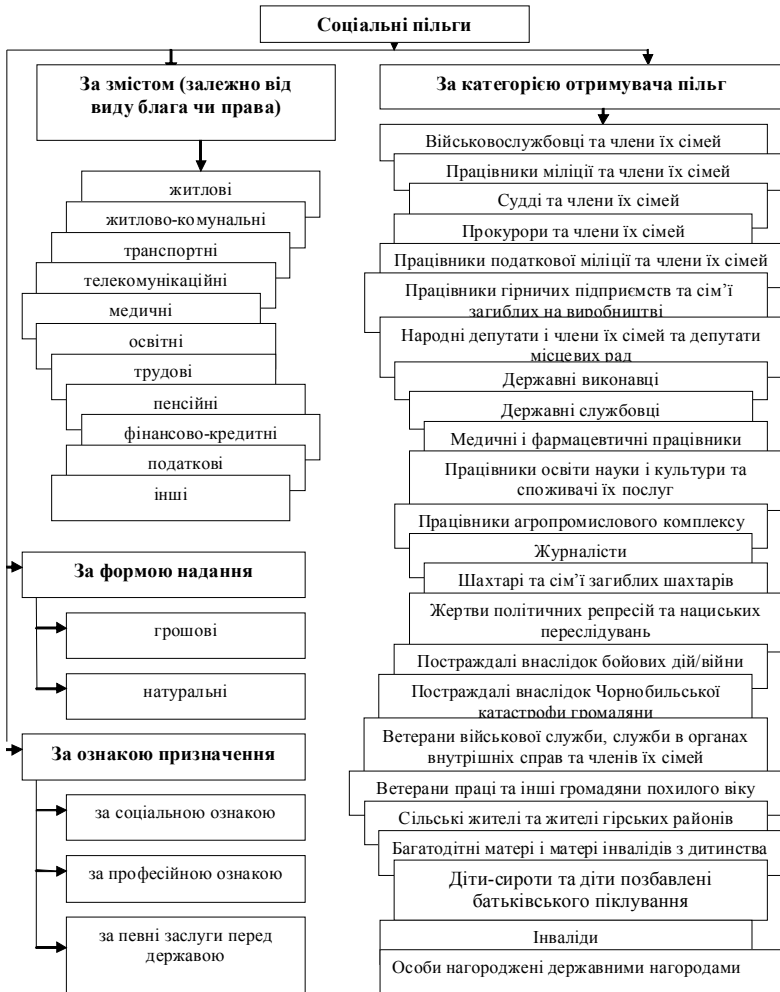 Соціальні пільги
За змістом (залежно від
виду блага чи права)
житлові
житлово-комунальні
транспортні
телекомунікаційні
медичні
освітні
трудові
пенсійні
фінансово-кредитні
податкові
інші
За формою надання
грошові
натуральні
За ознакою призначення
за соціальною ознакою
за професійною ознакою
за певні заслуги перед
державою
За категорією отримувача пільг
Військовослужбовці та члени їх сімей
Працівники міліції та члени їх сімей
Судді та члени їх сімей
Прокурори та члени їх сімей
Працівники податкової міліції та члени їх сімей
Працівники гірничих підприємств та сім’ї
загиблих на виробництві
Народні депутати і члени їх сімей та депутати
місцевих рад
Державні виконавці
Державні службовці
Медичні і фармацевтичні працівники
Працівники освіти науки і культури та
споживачі їх послуг
Працівники агропромислового комплексу
Журналісти
Шахтарі та сім’ї загиблих шахтарів
Жертви політичних репресій та нациських
переслідувань
Постраждалі внаслідок бойових дій/війни
Постраждалі внаслідок Чорнобильської
катастрофи громадяни
Ветерани військової служби, служби в органах
внутрішніх справ та членів їх сімей
Ветерани праці та інші громадяни похилого віку
Сільські жителі та жителі гірських районів
Багатодітні матері і матері інвалідів з дитинства
Діти-сироти та діти позбавлені
батьківського піклування
Інваліди
Особи нагороджені державними нагородами